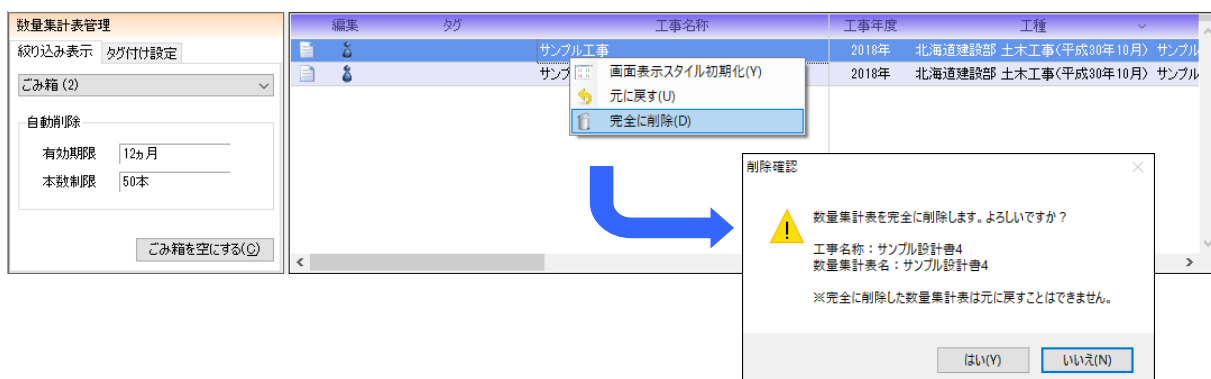 数量集計表管理
絞り込み表示 タグ付け設定
ごみ箱 (2)
自動削除
有効期限 12ヵ月
本数制限 50本
ごみ箱を空にする(C)
編集 タグ 工事名称 工事年度 工種
サンプル工事 2018年 北海道建設部 土木工事(平成30年10月) サンプル
サンプ 2018年 北海道建設部 土木工事(平成30年10月) サンプル
画面表示スタイル初期化(Y)
元に戻す(U)
完全に削除(D)
削除確認
数量集計表を完全に削除します。よろしいですか？
工事名称：サンプル設計書4
数量集計表名：サンプル設計書4
※完全に削除した数量集計表は元に戻すことはできません。
はい(Y) いいえ(N)